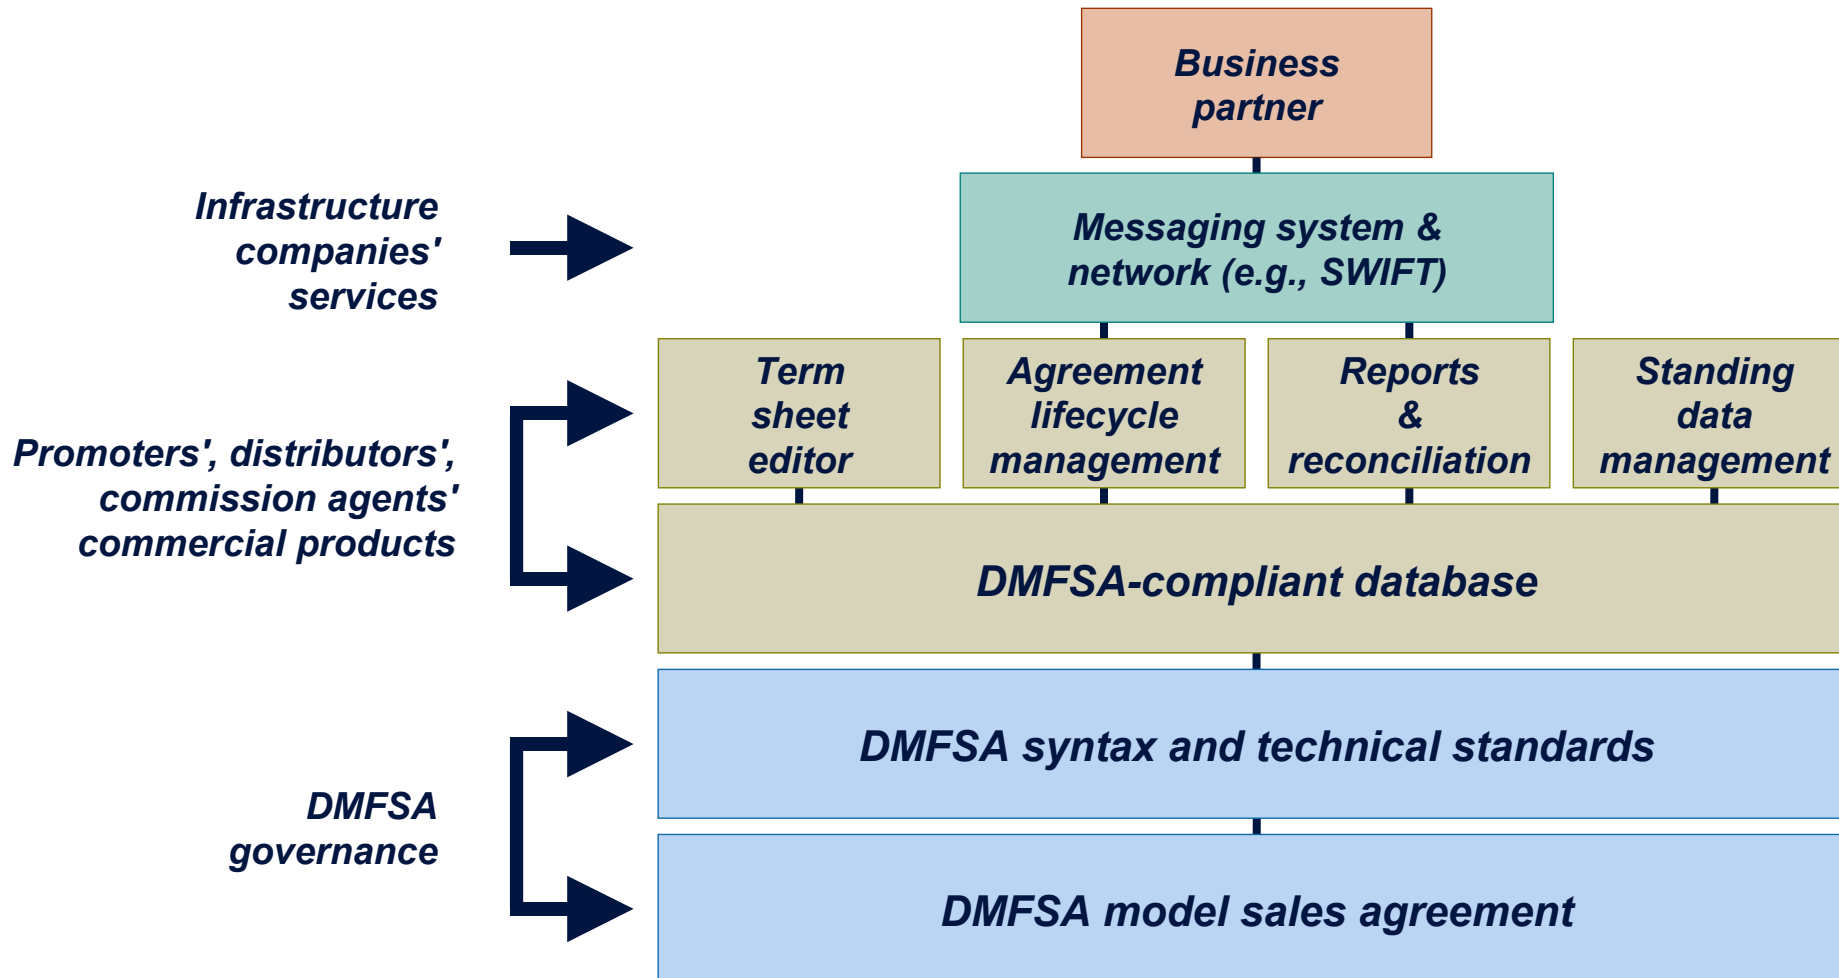 Business
partner
Infrastructure
companies'
services
Messaging system &
network (e.g., SWIFT)
Promoters', distributors',
commission agents'
commercial products
Term
sheet
editor
Agreement
lifecycle
management
Reports
&
reconciliation
Standing
data
management
DMFSA-compliant database
DMFSA
governance
DMFSA syntax and technical standards
DMFSA model sales agreement